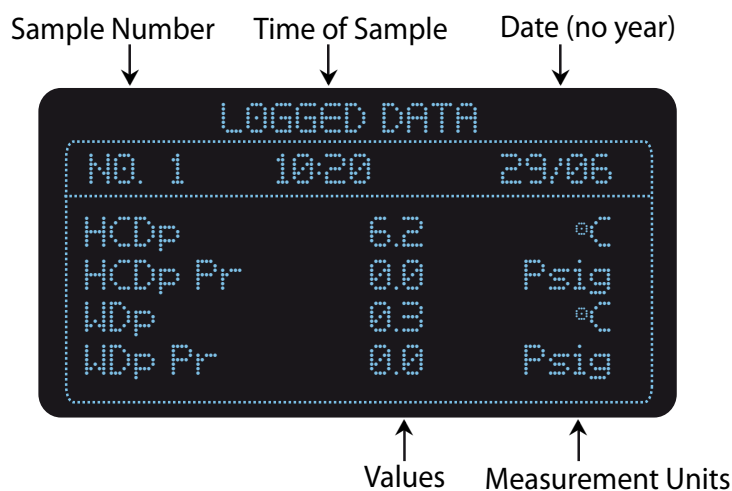 Sample Number Time of Sample Date (no year)
LOGGED DATA
NO. 1 10:20 29/06
HCDp 6.2 °C
HCDp Pr 0.0 Psig
WDp 0.3 °C
WDp Pr 0.0 Psig
Values Measurement Units